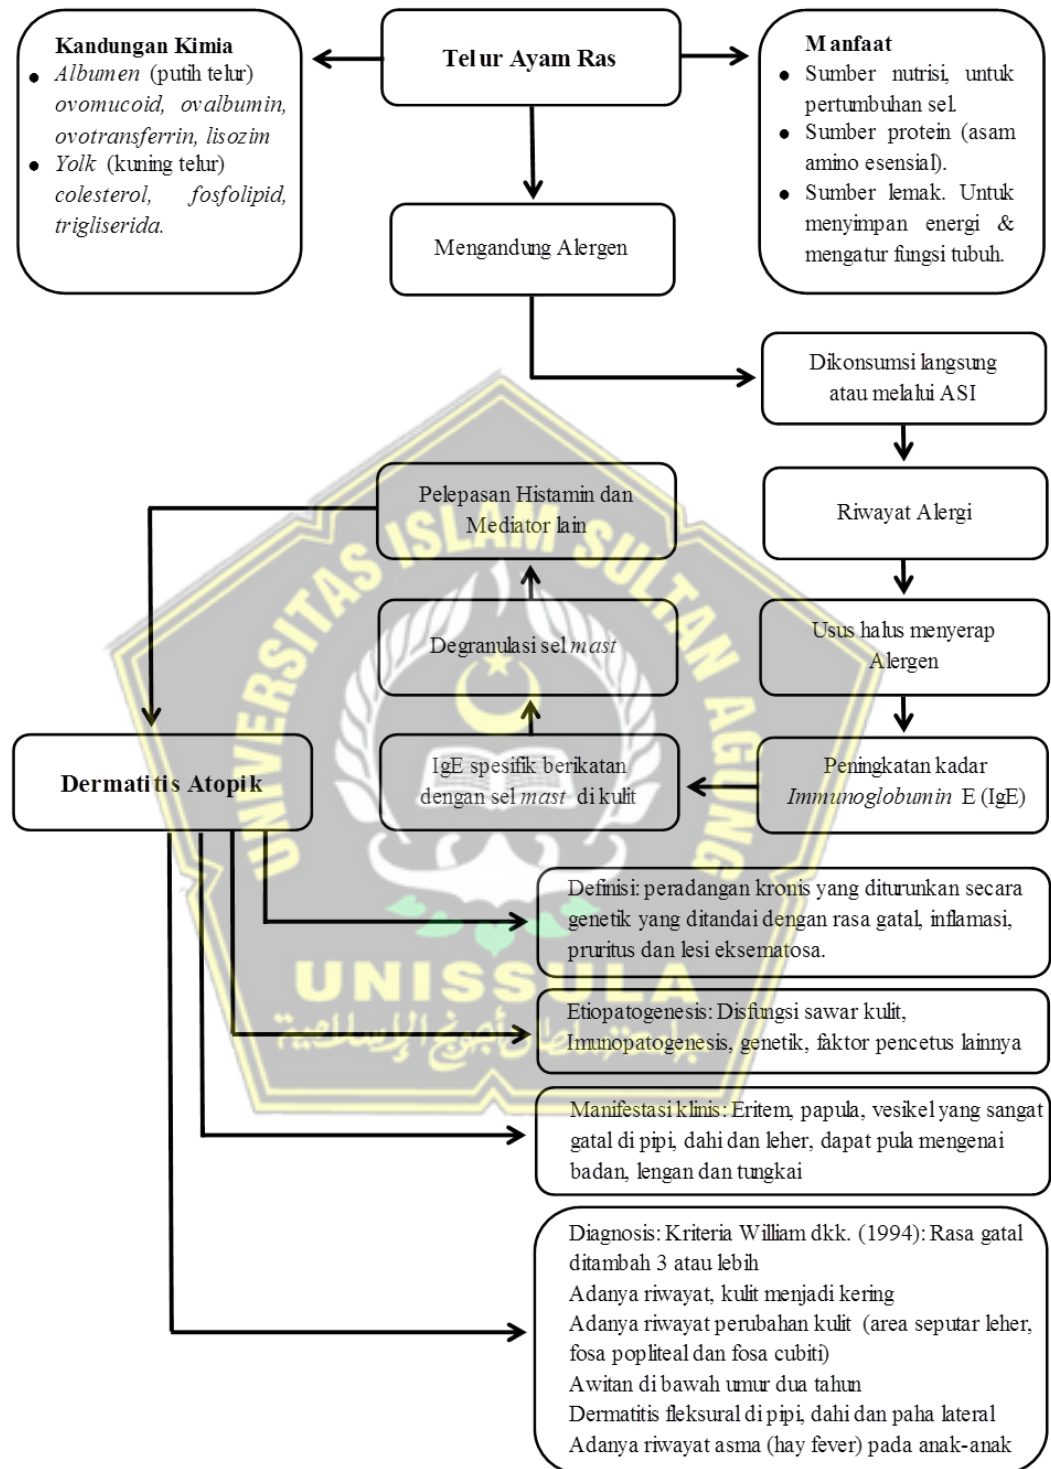 Kandungan Kimia
● Albumen (putih telur)
ovomucoid, ovalbumin,
ovotransferrin, lisozim
● Yolk (kuning telur)
colesterol, fosfolipid,
trigliserida.
Telur Ayam Ras
Manfaat
● Sumber nutrisi, untuk
pertumbuhan sel.
● Sumber protein (asam
amino esensial).
● Sumber lemak. Untuk
menyimpan energi &
mengatur fungsi tubuh.
Mengandung Alergen
Dikonsumsi langsung
atau melalui ASI
Riwayat Alergi
Usus halus menyerap
Alergen
Peningkatan kadar
Immunoglobumin E (IgE)
IgE spesifik berikatan
dengan sel mast di kulit
Degranulasi sel mast
Pelepasan Histamin dan
Mediator lain
Dermatitis Atopik
Definisi: peradangan kronis yang diturunkan secara
genetik yang ditandai dengan rasa gatal, inflamasi,
pruritus dan lesi eksematosa.
Etiopatogenesis: Disfungsi sawar kulit,
Imunopatogenesis, genetik, faktor pencetus lainnya
Manifestasi klinis: Eritem, papula, vesikel yang sangat
gatal di pipi, dahi dan leher, dapat pula mengenai
badan, lengan dan tungkai
Diagnosis: Kriteria William dkk. (1994): Rasa gatal
ditambah 3 atau lebih
Adanya riwayat, kulit menjadi kering
Adanya riwayat perubahan kulit (area seputar leher,
fosa popliteal dan fosa cubiti)
Awitan di bawah umur dua tahun
Dermatitis fleksural di pipi, dahi dan paha lateral
Adanya riwayat asma (hay fever) pada anak-anak
UNIVERSITAS ISLAM SULTAN AGUNG
UNISSULA
جامعة سلطان أجونج الإسلامية